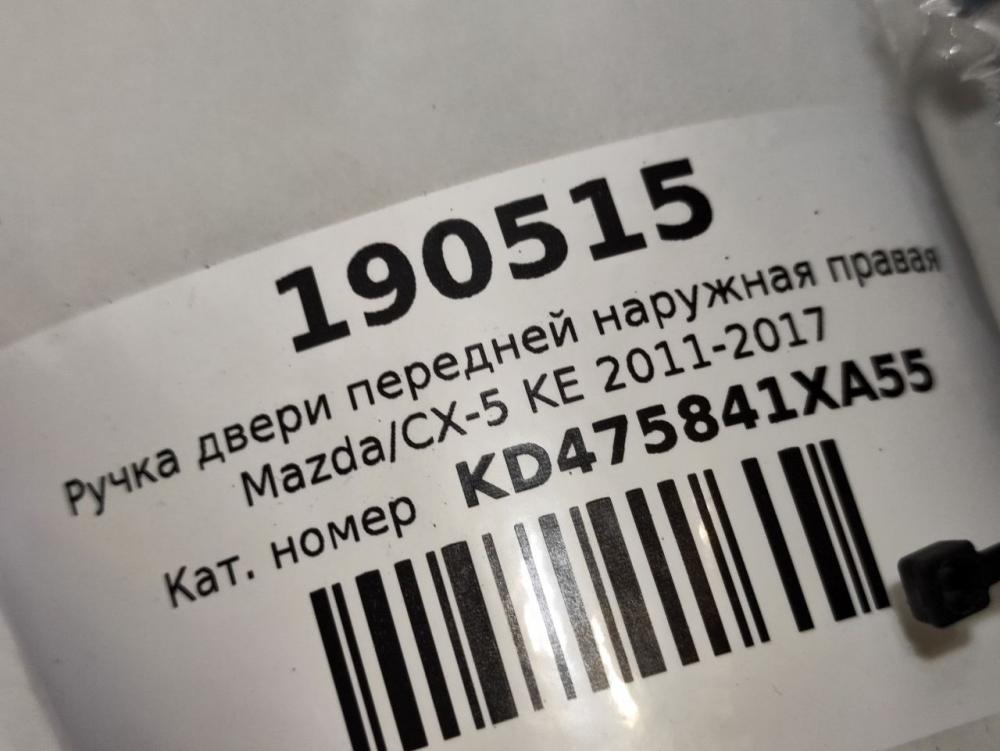 190515
Ручка двери передней наружная правая
Mazda/CX-5 KE 2011-2017
Кат. номер KD475841XA55